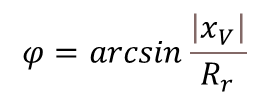 φ = arcsin |x_V| / R_r